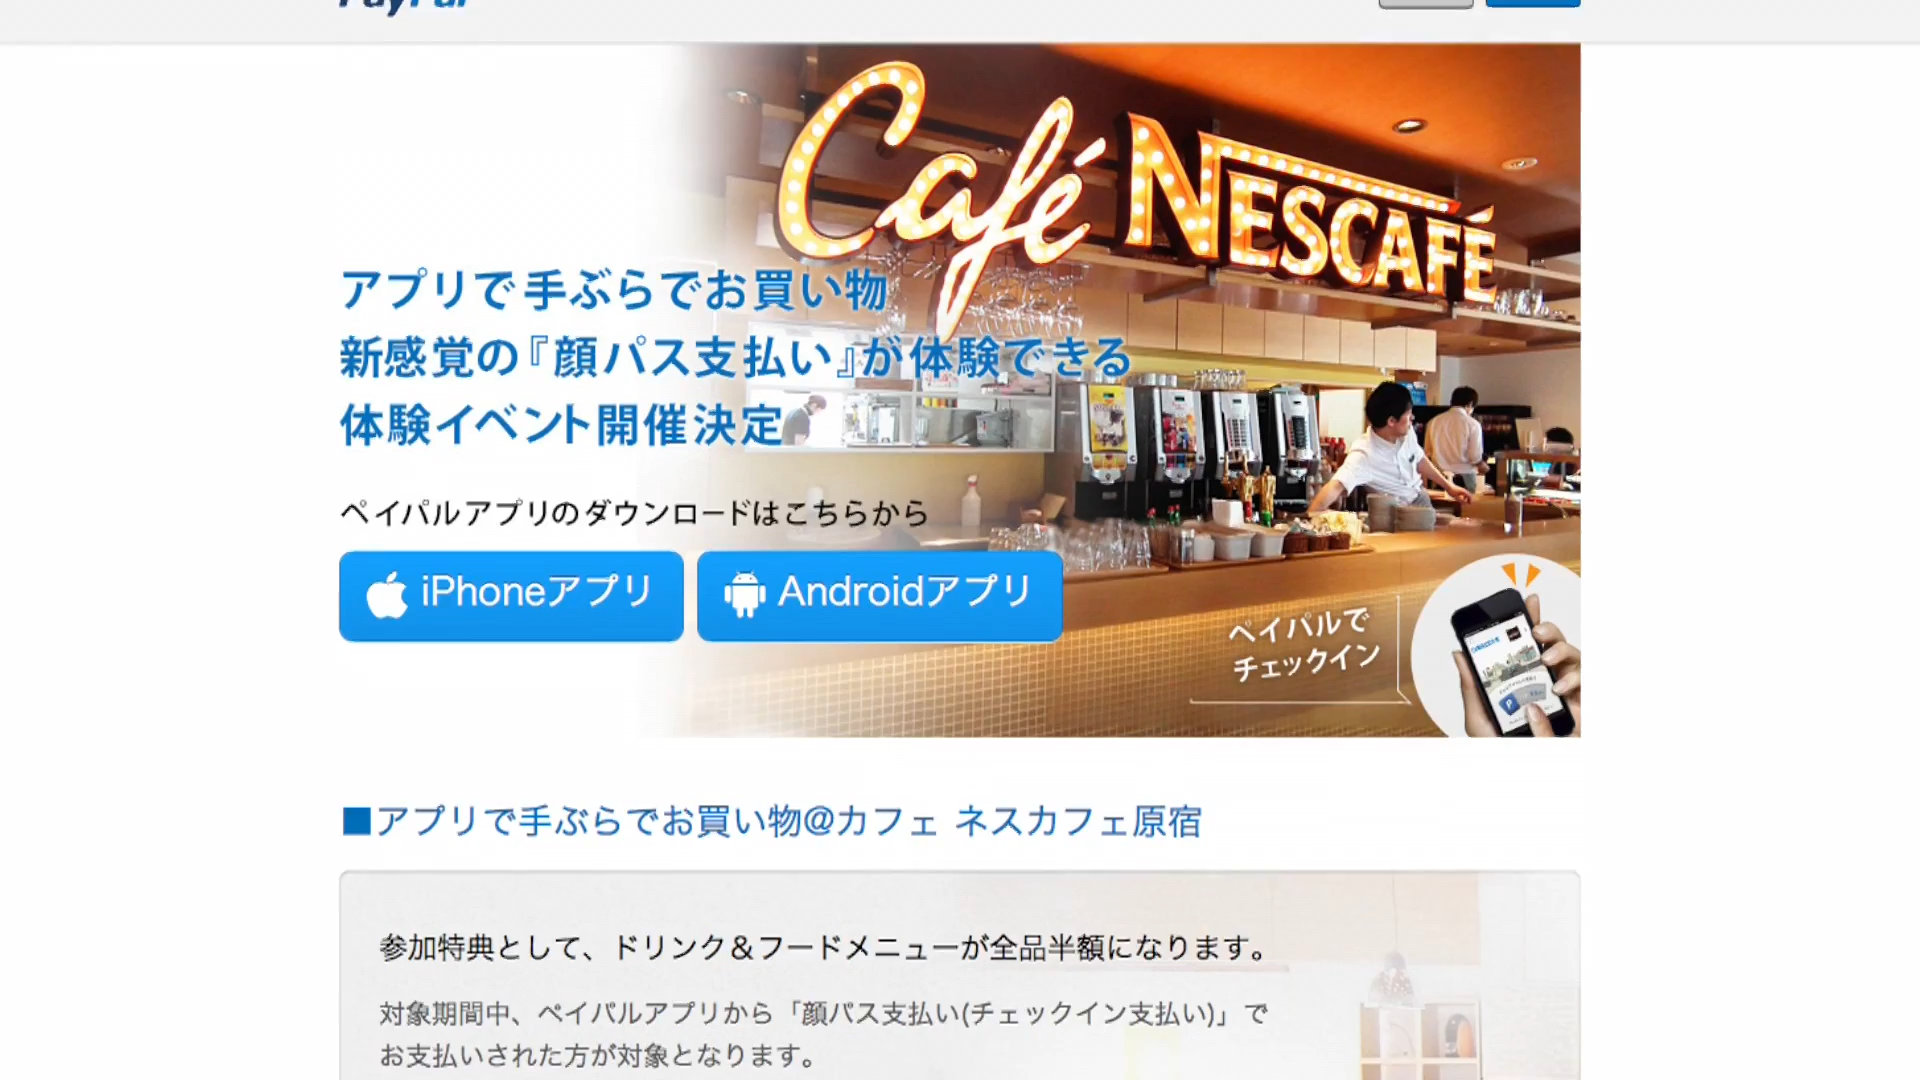 PayPal
Café NESCAFÉ
アプリで手ぶらでお買い物
新感覚の『顔パス支払い』が体験できる
体験イベント開催決定
ペイパルアプリのダウンロードはこちらから
iPhoneアプリ
Androidアプリ
ペイパルで
チェックイン
■アプリで手ぶらでお買い物@カフェ ネスカフェ原宿
参加特典として、ドリンク＆フードメニューが全品半額になります。
対象期間中、ペイパルアプリから「顔パス支払い(チェックイン支払い)」で
お支払いされた方が対象となります。